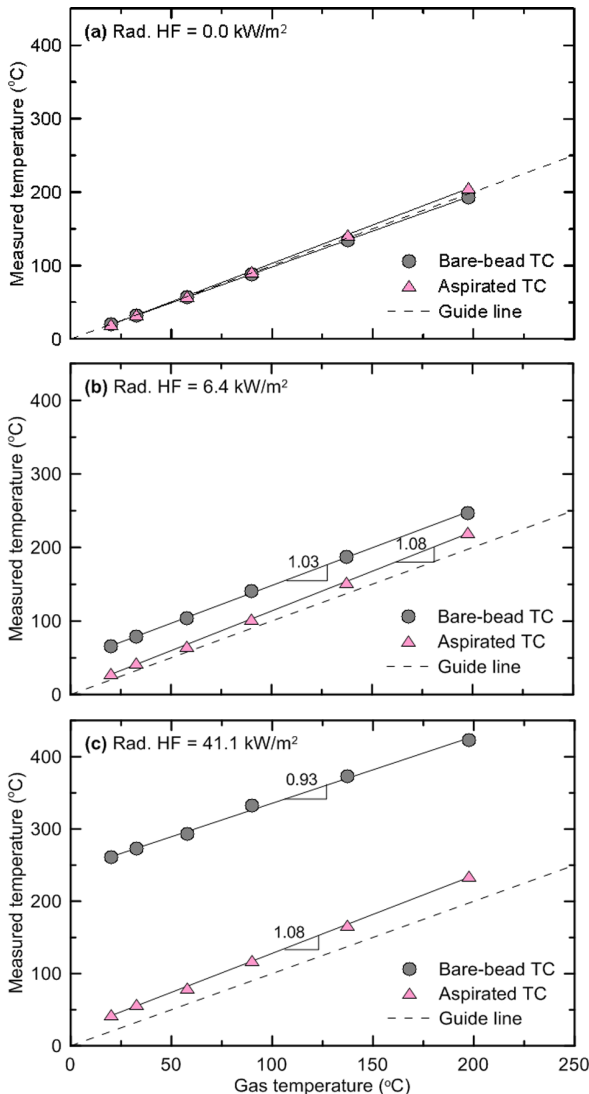 (a) Rad. HF = 0.0 kW/m²
Measured temperature (°C)
400
300
200
100
0
Bare-bead TC
Aspirated TC
Guide line
(b) Rad. HF = 6.4 kW/m²
Measured temperature (°C)
400
300
200
100
0
1.03
1.08
Bare-bead TC
Aspirated TC
Guide line
(c) Rad. HF = 41.1 kW/m²
Measured temperature (°C)
400
300
200
100
0
0.93
1.08
Bare-bead TC
Aspirated TC
Guide line
0 50 100 150 200 250
Gas temperature (°C)